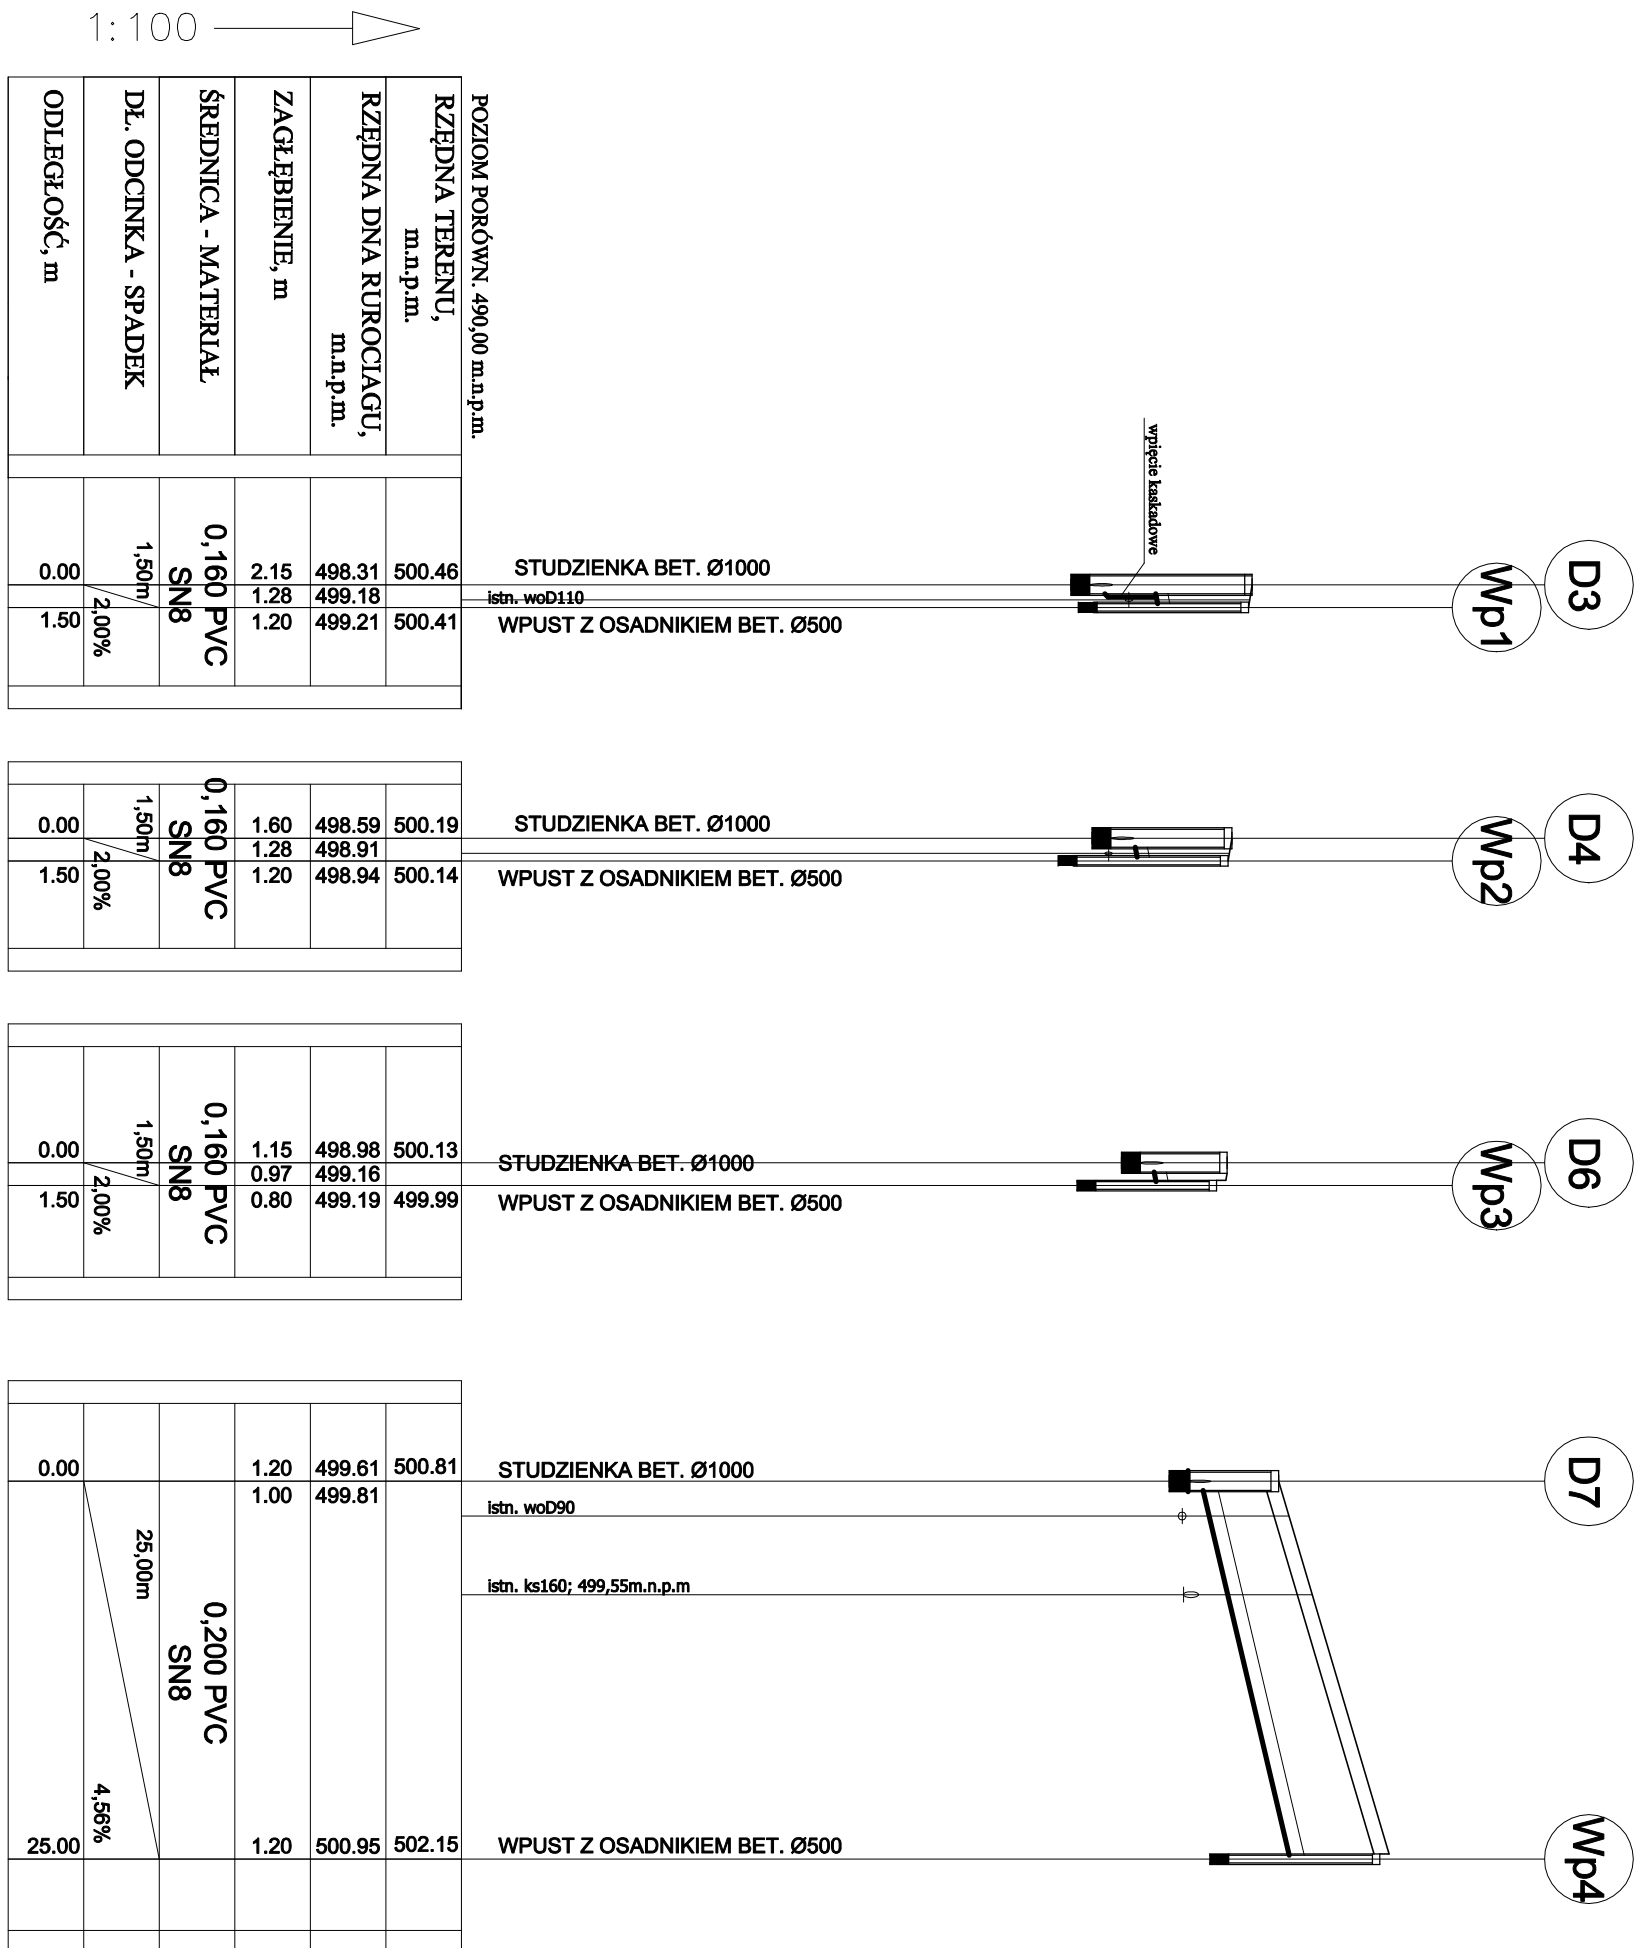 1:100
POZIOM PORÓWN. 490,00 m.n.p.m.
RZĘDNA TERENU,
m.n.p.m.
RZĘDNA DNA RUROCIAGU,
m.n.p.m.
ZAGŁĘBIENIE, m
ŚREDNICA - MATERIAŁ
DŁ. ODCINKA - SPADEK
ODLEGŁOŚĆ, m
D3
Wp1
wpięcie kaskadowe
STUDZIENKA BET. Ø1000
istn. woD110
WPUST Z OSADNIKIEM BET. Ø500
0.00
1,50m
0,160 PVC
SN8
2.15
498.31
500.46
1.28
499.18
1.50
2,00%
1.20
499.21
500.41
D4
Wp2
STUDZIENKA BET. Ø1000
WPUST Z OSADNIKIEM BET. Ø500
0.00
1,50m
0,160 PVC
SN8
1.60
498.59
500.19
1.28
498.91
1.50
2,00%
1.20
498.94
500.14
D6
Wp3
STUDZIENKA BET. Ø1000
WPUST Z OSADNIKIEM BET. Ø500
0.00
1,50m
0,160 PVC
SN8
1.15
498.98
500.13
0.97
499.16
1.50
2,00%
0.80
499.19
499.99
D7
STUDZIENKA BET. Ø1000
istn. woD90
istn. ks160; 499,55m.n.p.m
0.00
1.20
499.61
500.81
1.00
499.81
25,00m
0,200 PVC
SN8
4,56%
25.00
1.20
500.95
502.15
WPUST Z OSADNIKIEM BET. Ø500
Wp4